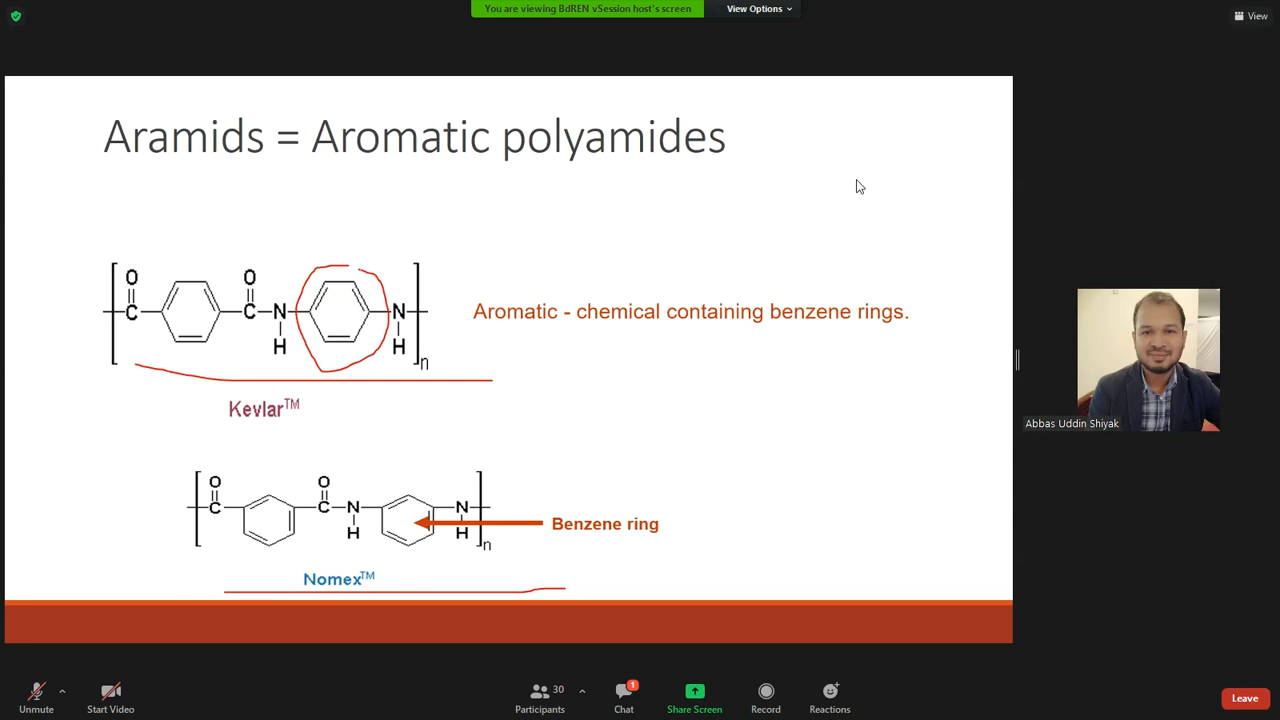 You are viewing BdREN vSession host's screen
View Options
View
Aramids = Aromatic polyamides
O O
C C N N
H H
n
Aromatic - chemical containing benzene rings.
Kevlar™
O O
C C N N
H H
n
Benzene ring
Nomex™
Abbas Uddin Shiyak
Unmute
Start Video
30
Participants
1
Chat
Share Screen
Record
Reactions
Leave